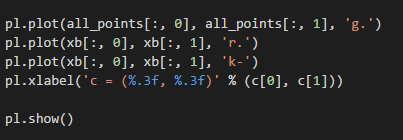 pl.plot(all_points[:, 0], all_points[:, 1], 'g.')
pl.plot(xb[:, 0], xb[:, 1], 'r.')
pl.plot(xb[:, 0], xb[:, 1], 'k-')
pl.xlabel('c = (%.3f, %.3f)' % (c[0], c[1]))
pl.show()